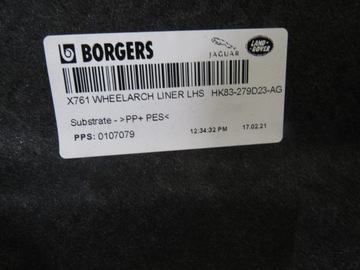 BORGERS
JAGUAR
LAND ROVER
X761 WHEELARCH LINER LHS HK83-279D23-AG
Substrate - >PP+ PES<
PPS: 0107079 12:34:32 PM 17.02.21